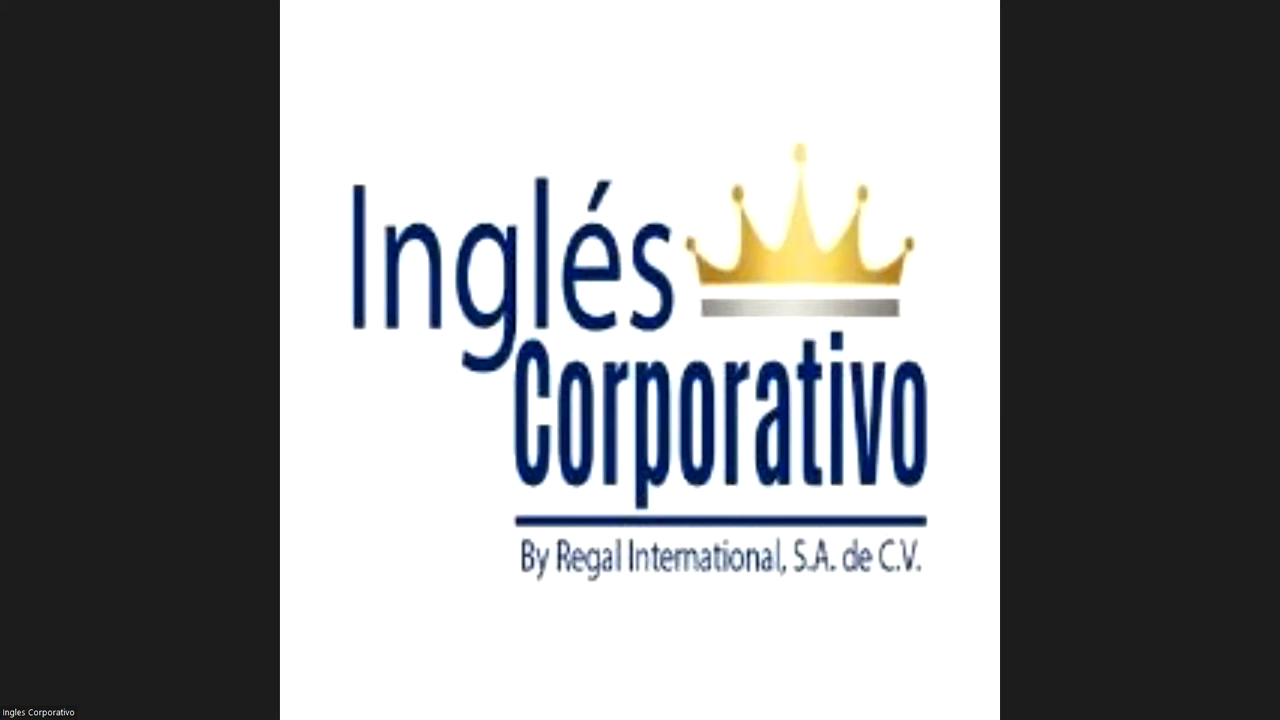 Inglés
Corporativo
By Regal International, S.A. de C.V.
Ingles Corporativo